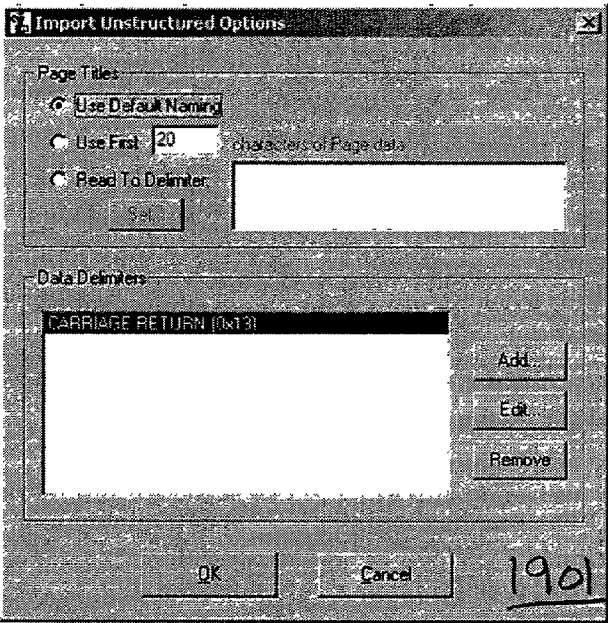 Import Unstructured Options
Page Titles
Use Default Naming
Use First 20 characters of Page data
Read To Delimiter
Set...
Data Delimiters
CARRIAGE RETURN (0x13)
Add...
Edit...
Remove
OK
Cancel
1901